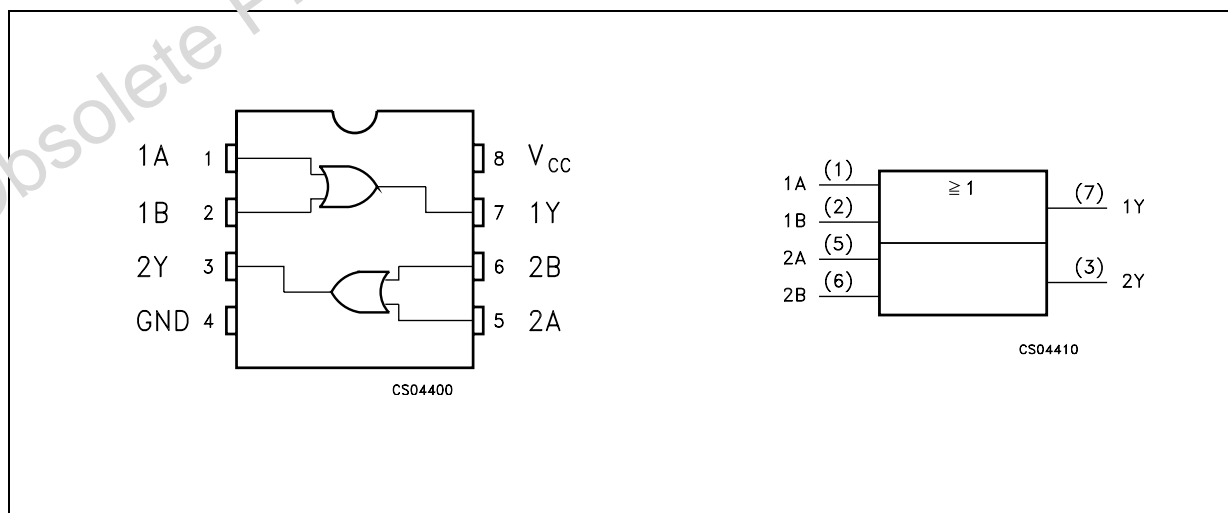 obsolete P
1A 1 8 VCC
1B 2 7 1Y
2Y 3 6 2B
GND 4 5 2A
CS04400
≧ 1
1A (1) (7) 1Y
1B (2)
2A (5) (3) 2Y
2B (6)
CS04410